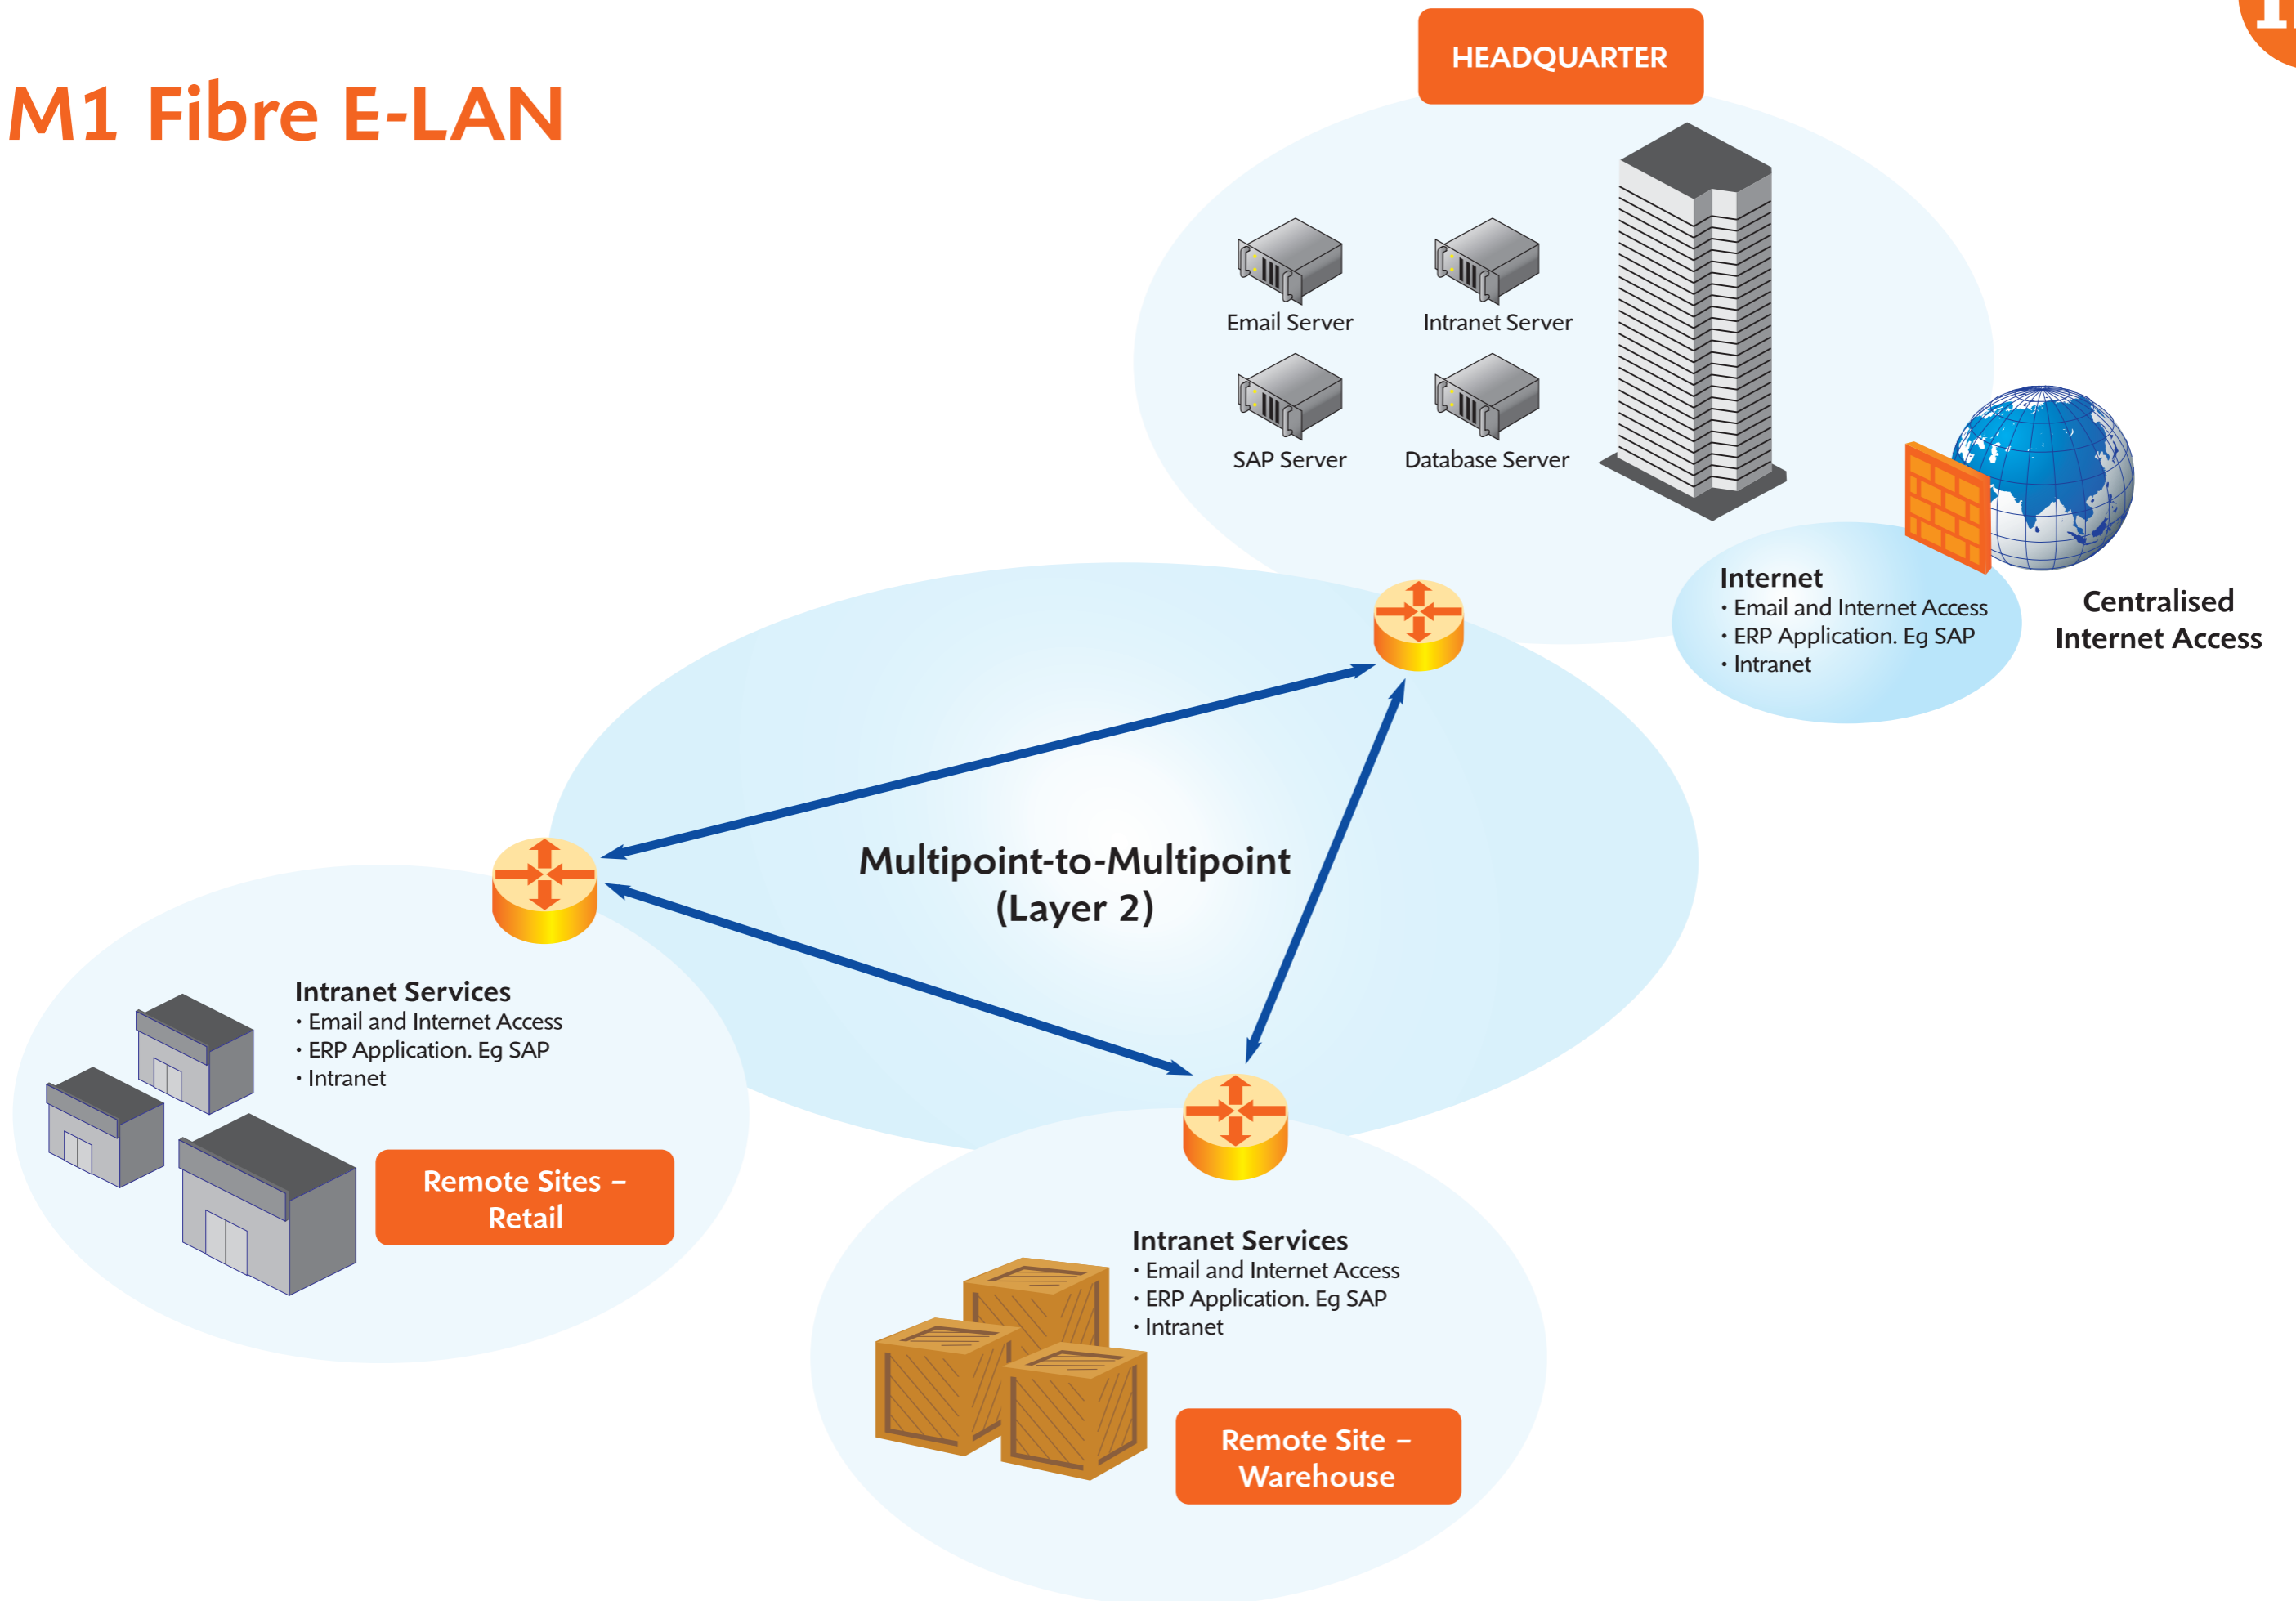 M1 Fibre E-LAN
HEADQUARTER
Email Server
Intranet Server
SAP Server
Database Server
Internet
• Email and Internet Access
• ERP Application. Eg SAP
• Intranet
Centralised
Internet Access
Multipoint-to-Multipoint
(Layer 2)
Intranet Services
• Email and Internet Access
• ERP Application. Eg SAP
• Intranet
Remote Sites –
Retail
Intranet Services
• Email and Internet Access
• ERP Application. Eg SAP
• Intranet
Remote Site –
Warehouse